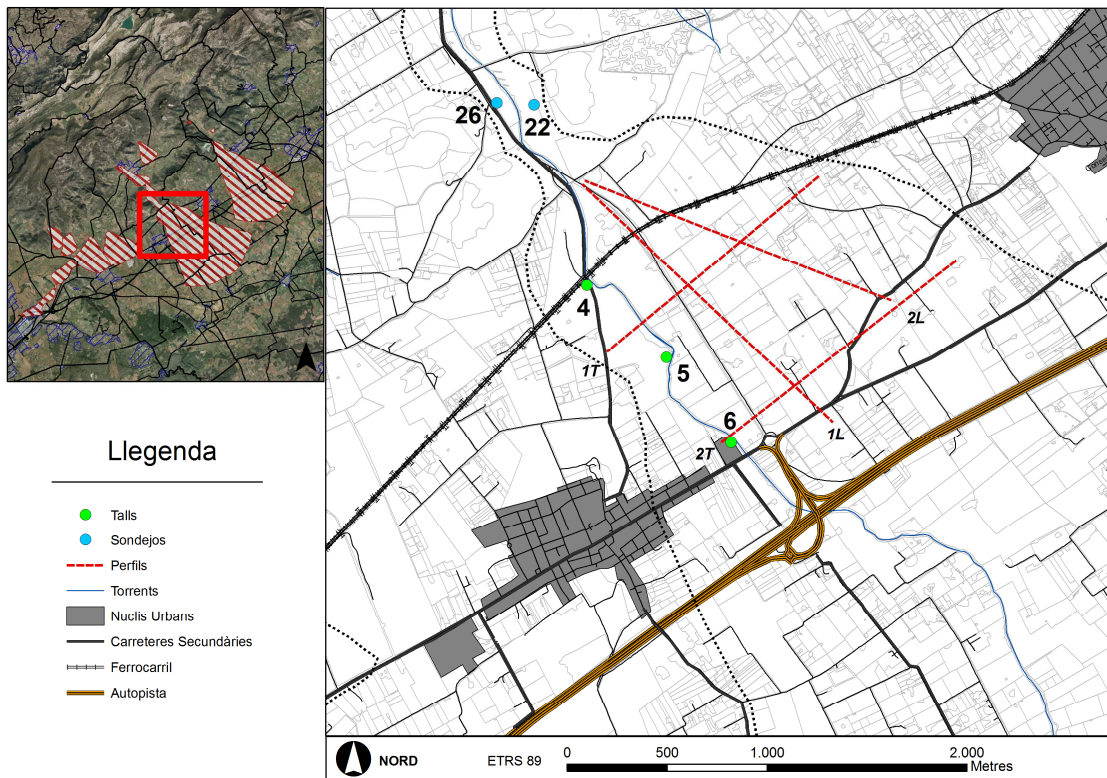 26
22
4
1T
5
2L
6
1L
2T
Llegenda
Talls
Sondejos
Perfils
Torrents
Nuclis Urbans
Carreteres Secundàries
Ferrocarril
Autopista
NORD
ETRS 89
0
500
1.000
2.000
Metres